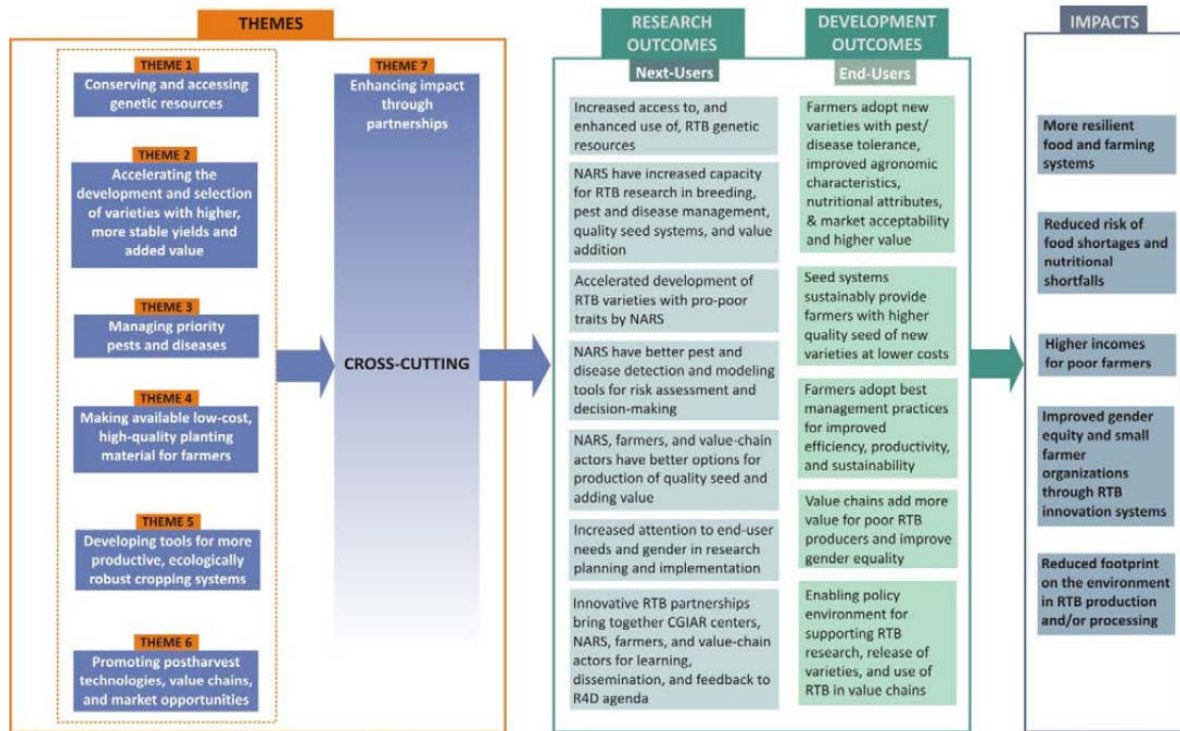 THEMES
THEME 1
Conserving and accessing
genetic resources
THEME 2
Accelerating the
development and selection
of varieties with higher,
more stable yields and
added value
THEME 3
Managing priority
pests and diseases
THEME 4
Making available low-cost,
high-quality planting
material for farmers
THEME 5
Developing tools for more
productive, ecologically
robust cropping systems
THEME 6
Promoting postharvest
technologies, value chains,
and market opportunities
THEME 7
Enhancing impact
through
partnerships
CROSS-CUTTING
RESEARCH
OUTCOMES
Next-Users
Increased access to, and
enhanced use of, RTB genetic
resources
NARS have increased capacity
for RTB research in breeding,
pest and disease management,
quality seed systems, and value
addition
Accelerated development of
RTB varieties with pro-poor
traits by NARS
NARS have better pest and
disease detection and modeling
tools for risk assessment and
decision-making
NARS, farmers, and value-chain
actors have better options for
production of quality seed and
adding value
Increased attention to end-user
needs and gender in research
planning and implementation
Innovative RTB partnerships
bring together CGIAR centers,
NARS, farmers, and value-chain
actors for learning,
dissemination, and feedback to
R4D agenda
DEVELOPMENT
OUTCOMES
End-Users
Farmers adopt new
varieties with pest/
disease tolerance,
improved agronomic
characteristics,
nutritional attributes,
& market acceptability
and higher value
Seed systems
sustainably provide
farmers with higher
quality seed of new
varieties at lower costs
Farmers adopt best
management practices
for improved
efficiency, productivity,
and sustainability
Value chains add more
value for poor RTB
producers and improve
gender equality
Enabling policy
environment for
supporting RTB
research, release of
varieties, and use of
RTB in value chains
IMPACTS
More resilient
food and farming
systems
Reduced risk of
food shortages and
nutritional
shortfalls
Higher incomes
for poor farmers
Improved gender
equity and small
farmer
organizations
through RTB
innovation systems
Reduced footprint
on the environment
in RTB production
and/or processing